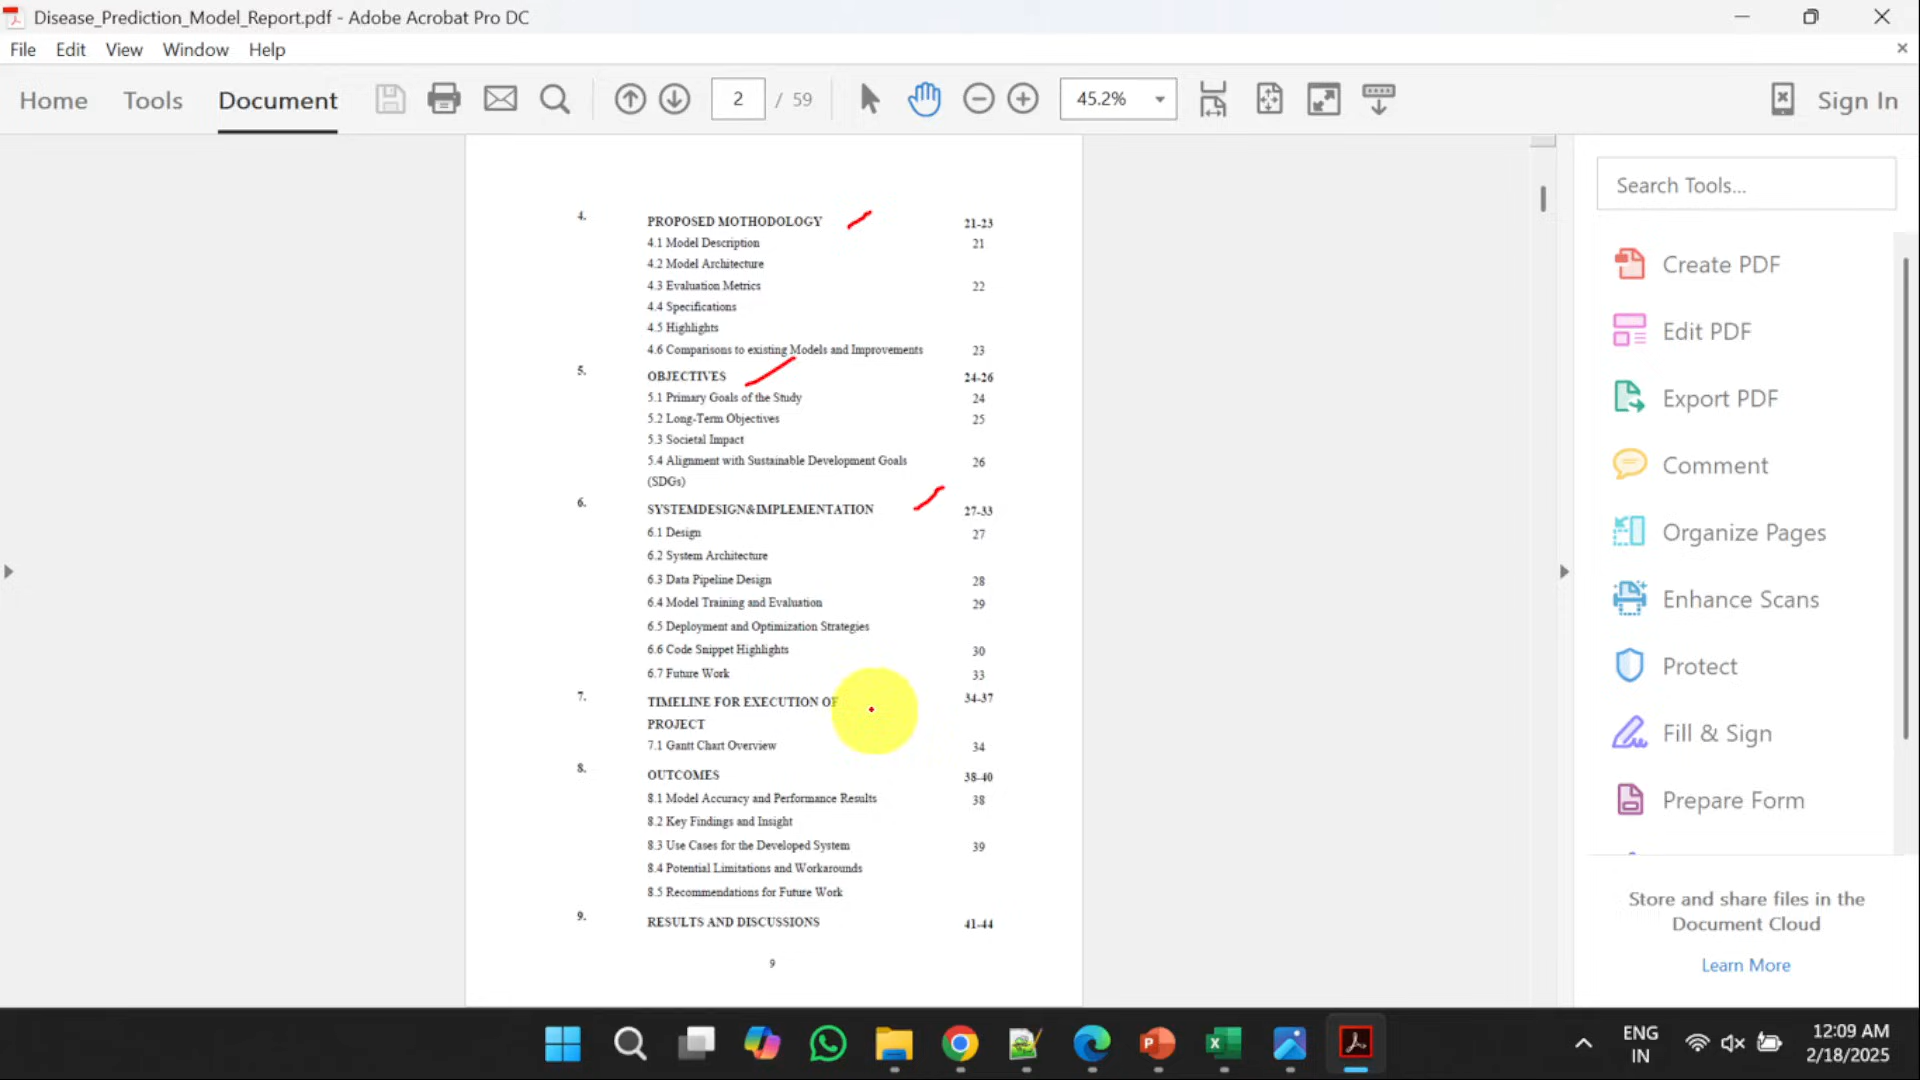 Disease_Prediction_Model_Report.pdf - Adobe Acrobat Pro DC
File Edit View Window Help
Home Tools Document 2 / 59 45.2% Sign In
4. PROPOSED MOTHODOLOGY 21-23
4.1 Model Description 21
4.2 Model Architecture
4.3 Evaluation Metrics 22
4.4 Specifications
4.5 Highlights
4.6 Comparisons to existing Models and Improvements 23
5. OBJECTIVES 24-26
5.1 Primary Goals of the Study 24
5.2 Long-Term Objectives 25
5.3 Societal Impact
5.4 Alignment with Sustainable Development Goals 26
(SDGs)
6. SYSTEMDESIGN&IMPLEMENTATION 27-33
6.1 Design 27
6.2 System Architecture
6.3 Data Pipeline Design 28
6.4 Model Training and Evaluation 29
6.5 Deployment and Optimization Strategies
6.6 Code Snippet Highlights 30
6.7 Future Work 33
7. TIMELINE FOR EXECUTION OF 34-37
PROJECT
7.1 Gantt Chart Overview 34
8. OUTCOMES 38-40
8.1 Model Accuracy and Performance Results 38
8.2 Key Findings and Insight
8.3 Use Cases for the Developed System 39
8.4 Potential Limitations and Workarounds
8.5 Recommendations for Future Work
9. RESULTS AND DISCUSSIONS 41-44
9
Search Tools...
Create PDF
Edit PDF
Export PDF
Comment
Organize Pages
Enhance Scans
Protect
Fill & Sign
Prepare Form
Store and share files in the
Document Cloud
Learn More
ENG
IN
12:09 AM
2/18/2025